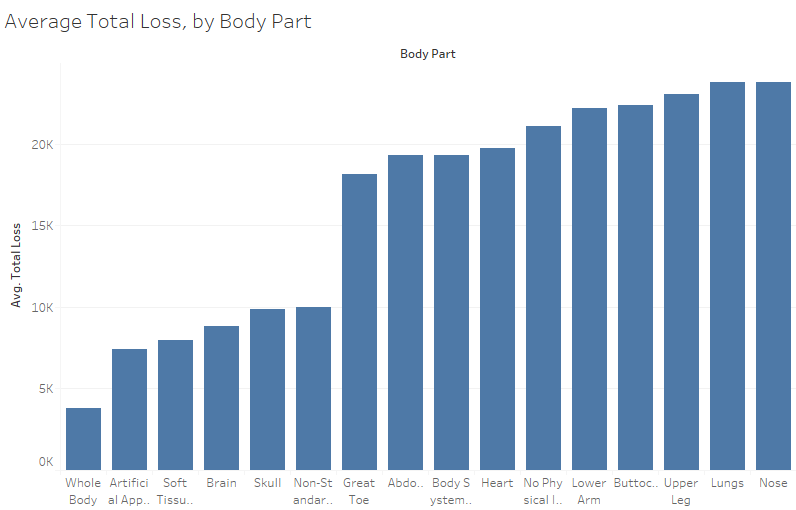 Average Total Loss, by Body Part
Body Part
Avg. Total Loss
20K
15K
10K
5K
0K
Whole
Body
Artifici
al App..
Soft
Tissu..
Brain
Skull
Non-St
andar..
Great
Toe
Abdo..
Body S
ystem..
Heart
No Phy
sical I..
Lower
Arm
Buttoc..
Upper
Leg
Lungs
Nose